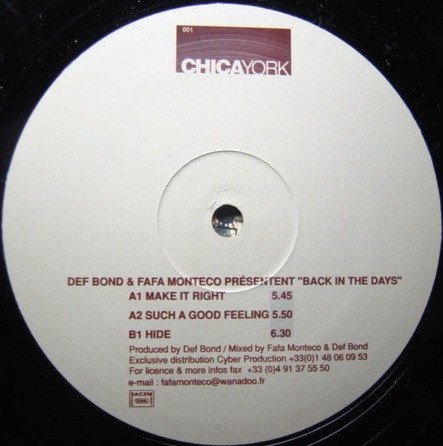 001
CHICAYORK
DEF BOND & FAFA MONTECO PRÉSENTENT "BACK IN THE DAYS"
A1 MAKE IT RIGHT 5.45
A2 SUCH A GOOD FEELING 5.50
B1 HIDE 6.30
Produced by Def Bond / Mixed by Fafa Monteco & Def Bond
Exclusive distribution Cyber Production +33(0)1 48 06 09 53
For licence & more infos fax +33 (0)4 91 37 55 50
e-mail : fafamonteco@wanadoo.fr
SACEM